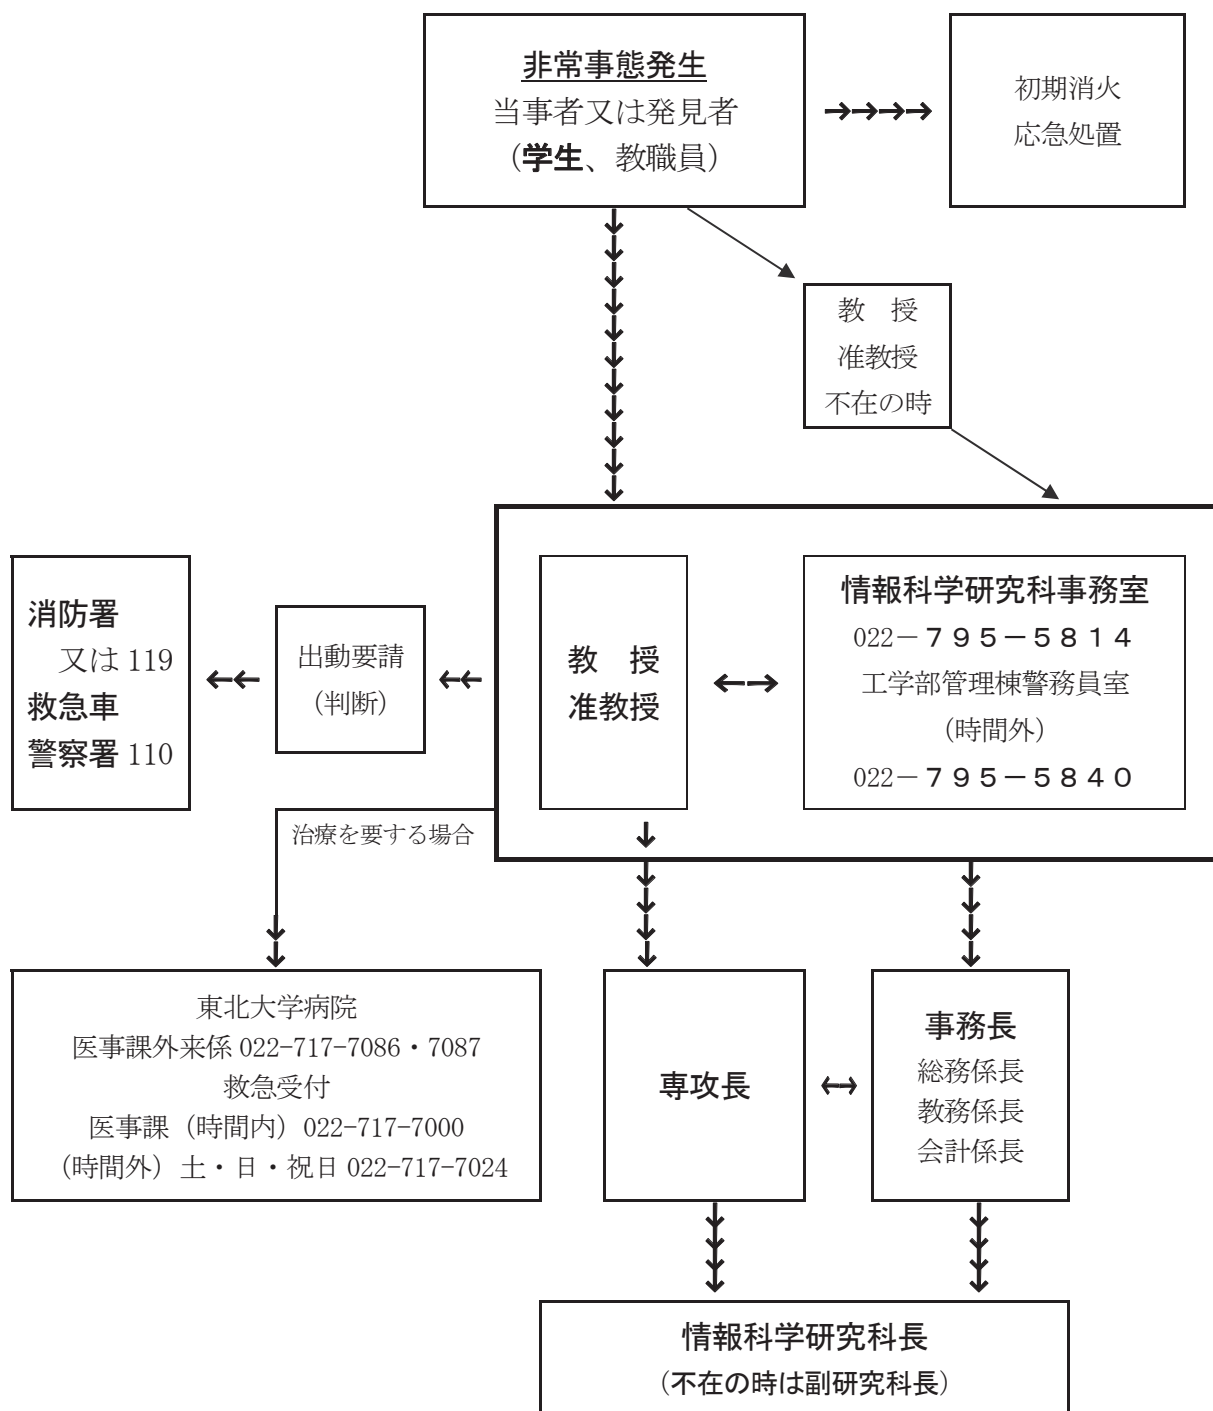 非常事態発生
当事者又は発見者
(学生、教職員)
初期消火
応急処置
教　授
准教授
不在の時
消防署
又は 119
救急車
警察署 110
出動要請
(判断)
教　授
准教授
情報科学研究科事務室
022－７９５－５８１４
工学部管理棟警務員室
(時間外)
022－７９５－５８４０
治療を要する場合
東北大学病院
医事課外来係 022-717-7086・7087
救急受付
医事課（時間内）022-717-7000
（時間外）土・日・祝日 022-717-7024
専攻長
事務長
総務係長
教務係長
会計係長
情報科学研究科長
(不在の時は副研究科長)